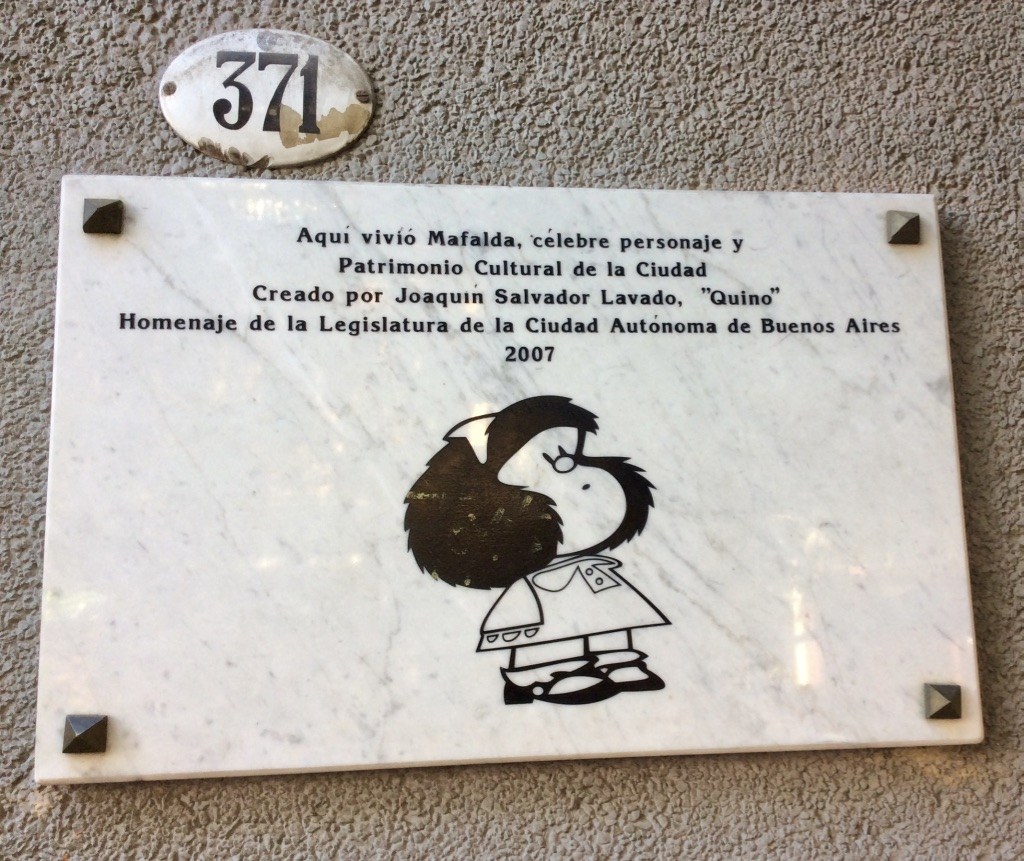 371
Aquí vivió Mafalda, célebre personaje y
Patrimonio Cultural de la Ciudad
Creado por Joaquín Salvador Lavado, "Quino"
Homenaje de la Legislatura de la Ciudad Autónoma de Buenos Aires
2007